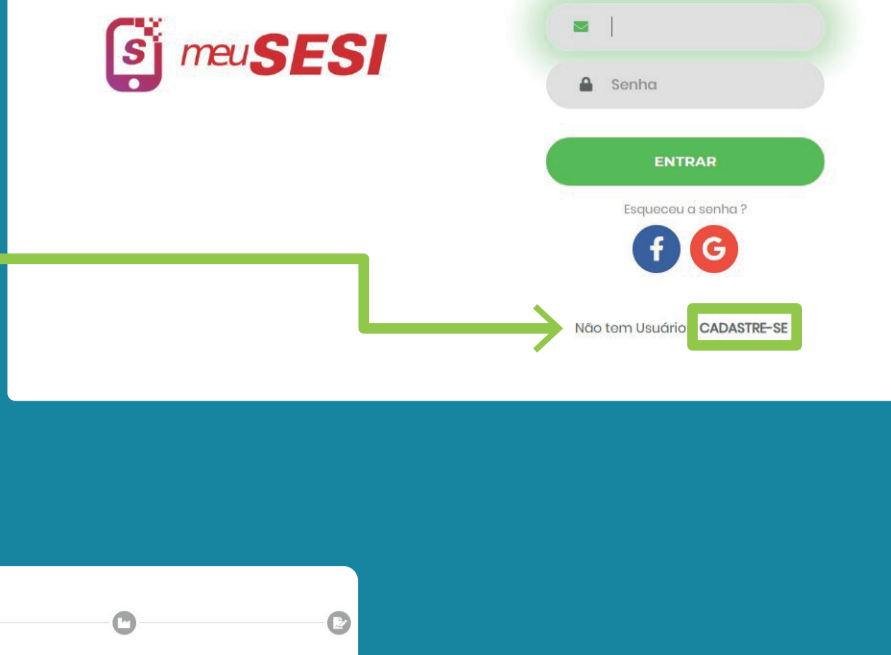 meuSESI
Senha
ENTRAR
Esqueceu a senha ?
Não tem Usuário CADASTRE-SE